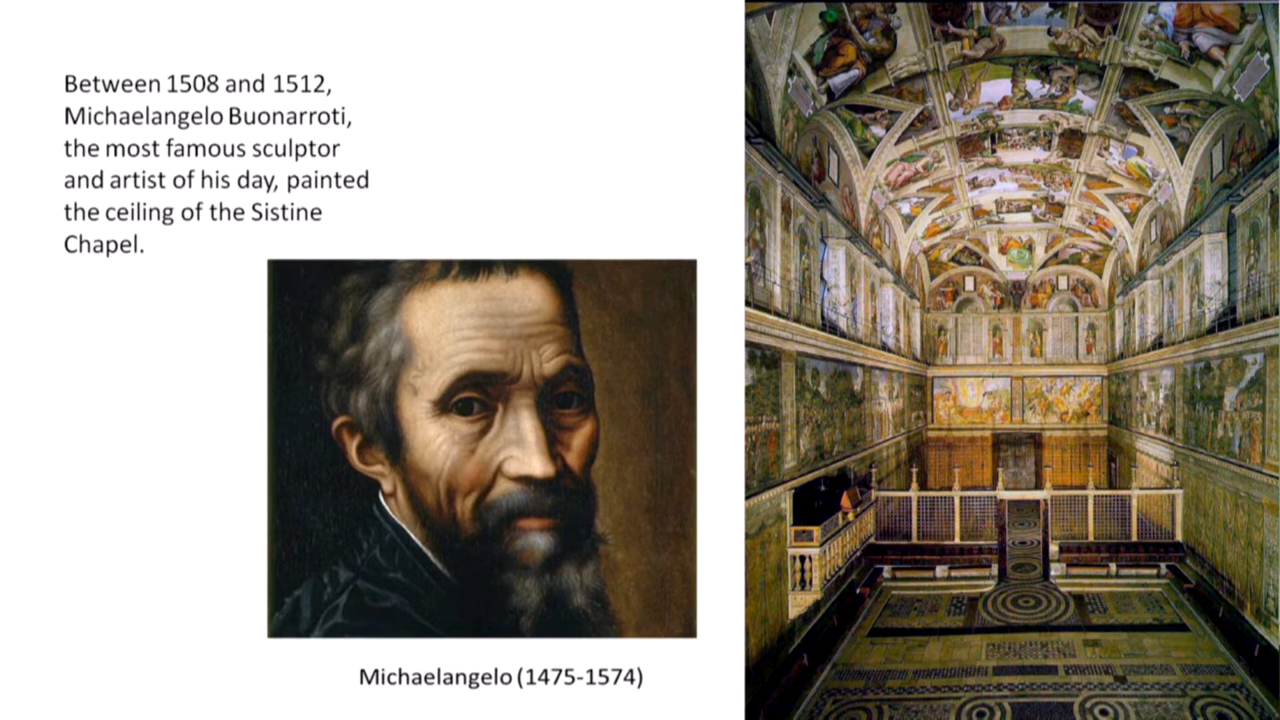 Between 1508 and 1512,
Michaelangelo Buonarroti,
the most famous sculptor
and artist of his day, painted
the ceiling of the Sistine
Chapel.
Michaelangelo (1475-1574)